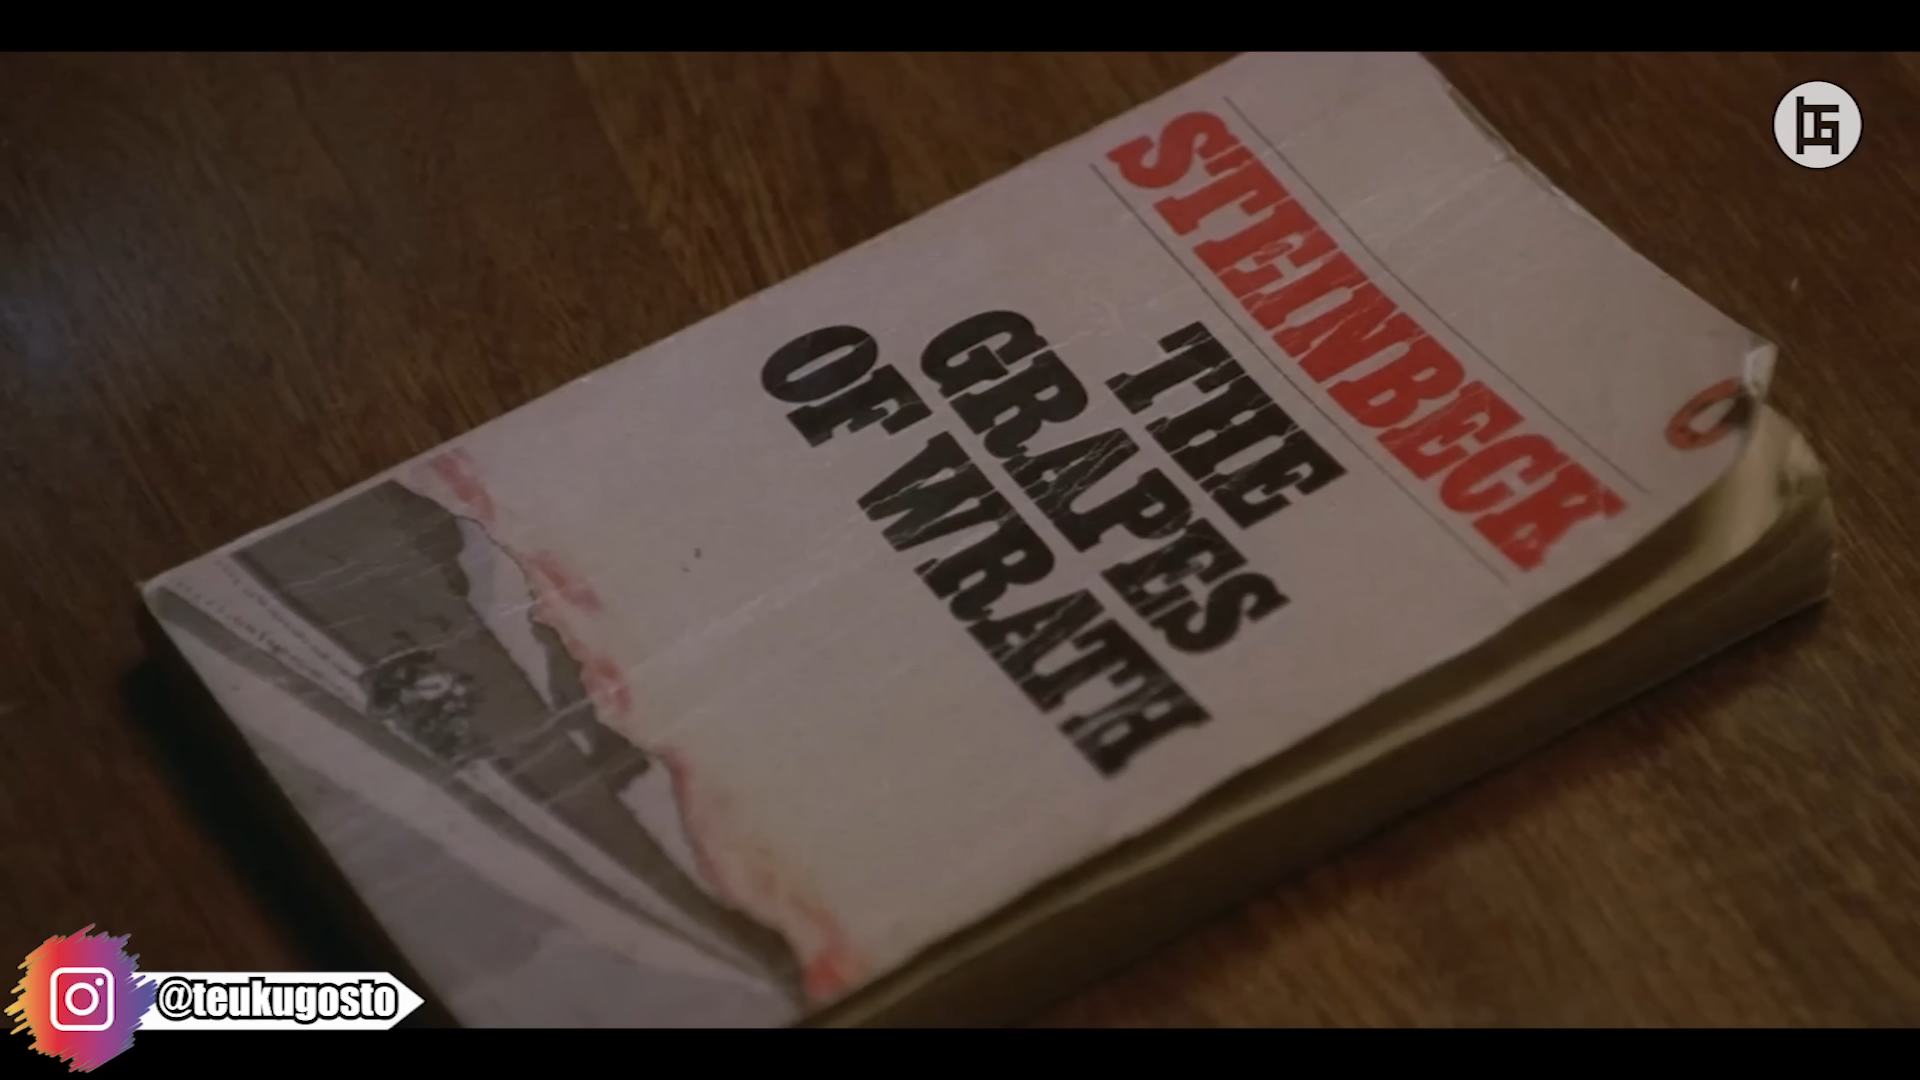 STEINBECK
THE
GRAPES
OF WRATH
@teukugosto